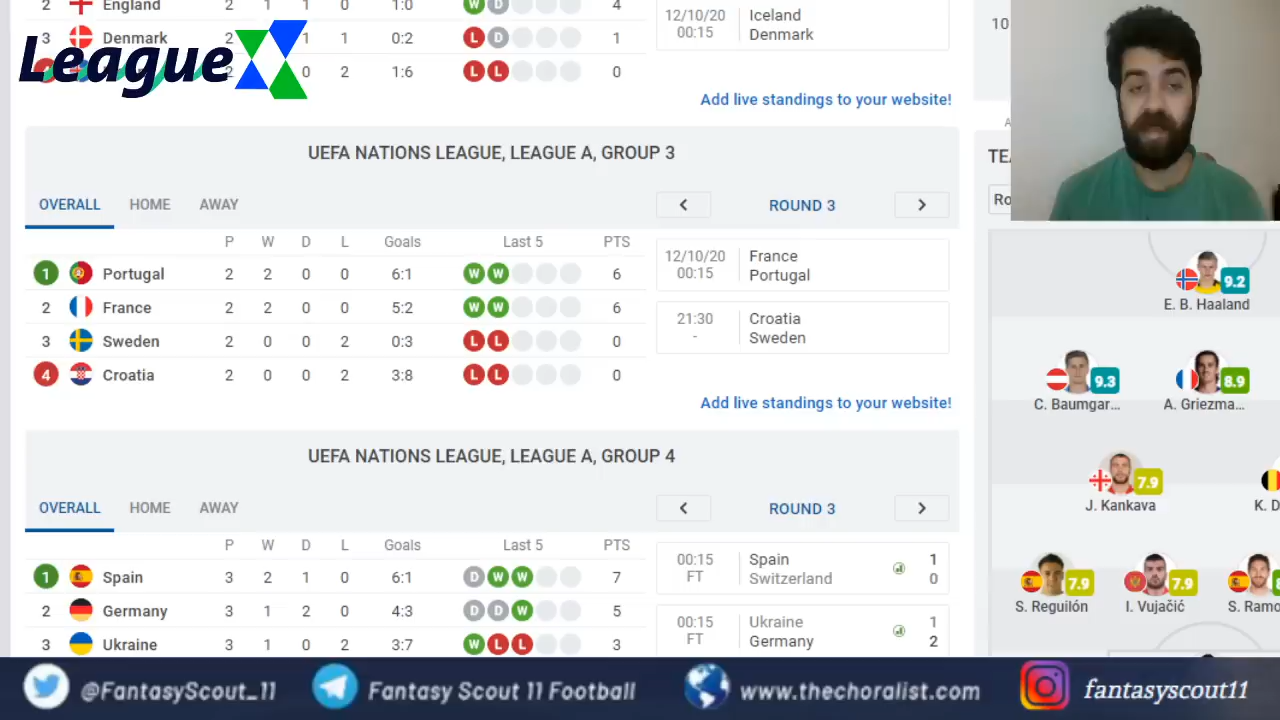 2 England 2 1 1 0 1:0 W D 4
3 Denmark 2 1 1 0:2 L D 1
0 2 1:6 L L 0
LeagueX
12/10/20 Iceland
00:15 Denmark
10
Add live standings to your website!
UEFA NATIONS LEAGUE, LEAGUE A, GROUP 3
OVERALL HOME AWAY
< ROUND 3 >
P W D L Goals Last 5 PTS
1 Portugal 2 2 0 0 6:1 W W 6
2 France 2 2 0 0 5:2 W W 6
3 Sweden 2 0 0 2 0:3 L L 0
4 Croatia 2 0 0 2 3:8 L L 0
12/10/20 France
00:15 Portugal
21:30 Croatia
- Sweden
Add live standings to your website!
UEFA NATIONS LEAGUE, LEAGUE A, GROUP 4
OVERALL HOME AWAY
< ROUND 3 >
P W D L Goals Last 5 PTS
1 Spain 3 2 1 0 6:1 D W W 7
2 Germany 3 1 2 0 4:3 D D W 5
3 Ukraine 3 1 0 2 3:7 W L L 3
00:15 Spain 1
FT Switzerland 0
00:15 Ukraine 1
FT Germany 2
A
TEA
Ro
9.2
E. B. Haaland
9.3 8.9
C. Baumgar... A. Griezma...
7.9
J. Kankava K. D
7.9 7.9 8
S. Reguilón I. Vujačić S. Ramo
@FantasyScout_11 Fantasy Scout 11 Football www.thechoralist.com fantasyscout11